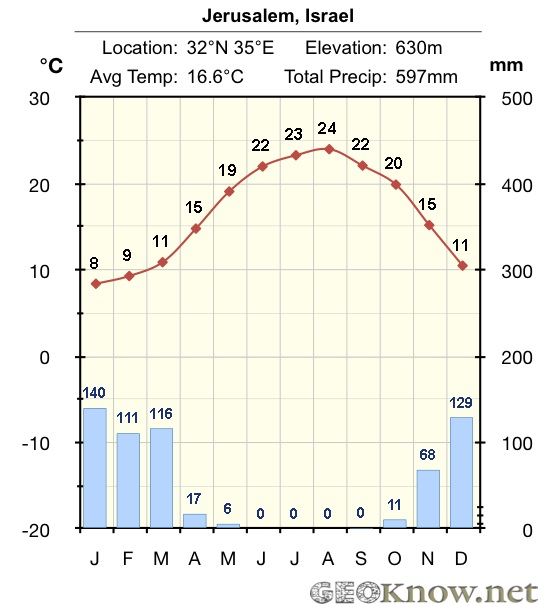 Jerusalem, Israel
Location: 32°N 35°E Elevation: 630m
Avg Temp: 16.6°C Total Precip: 597mm
°C mm
30 500
20 400
10 300
0 200
-10 100
-20 0
8 9 11 15 19 22 23 24 22 20 15 11
140 111 116 17 6 0 0 0 0 11 68 129
J F M A M J J A S O N D
GEOKnow.net